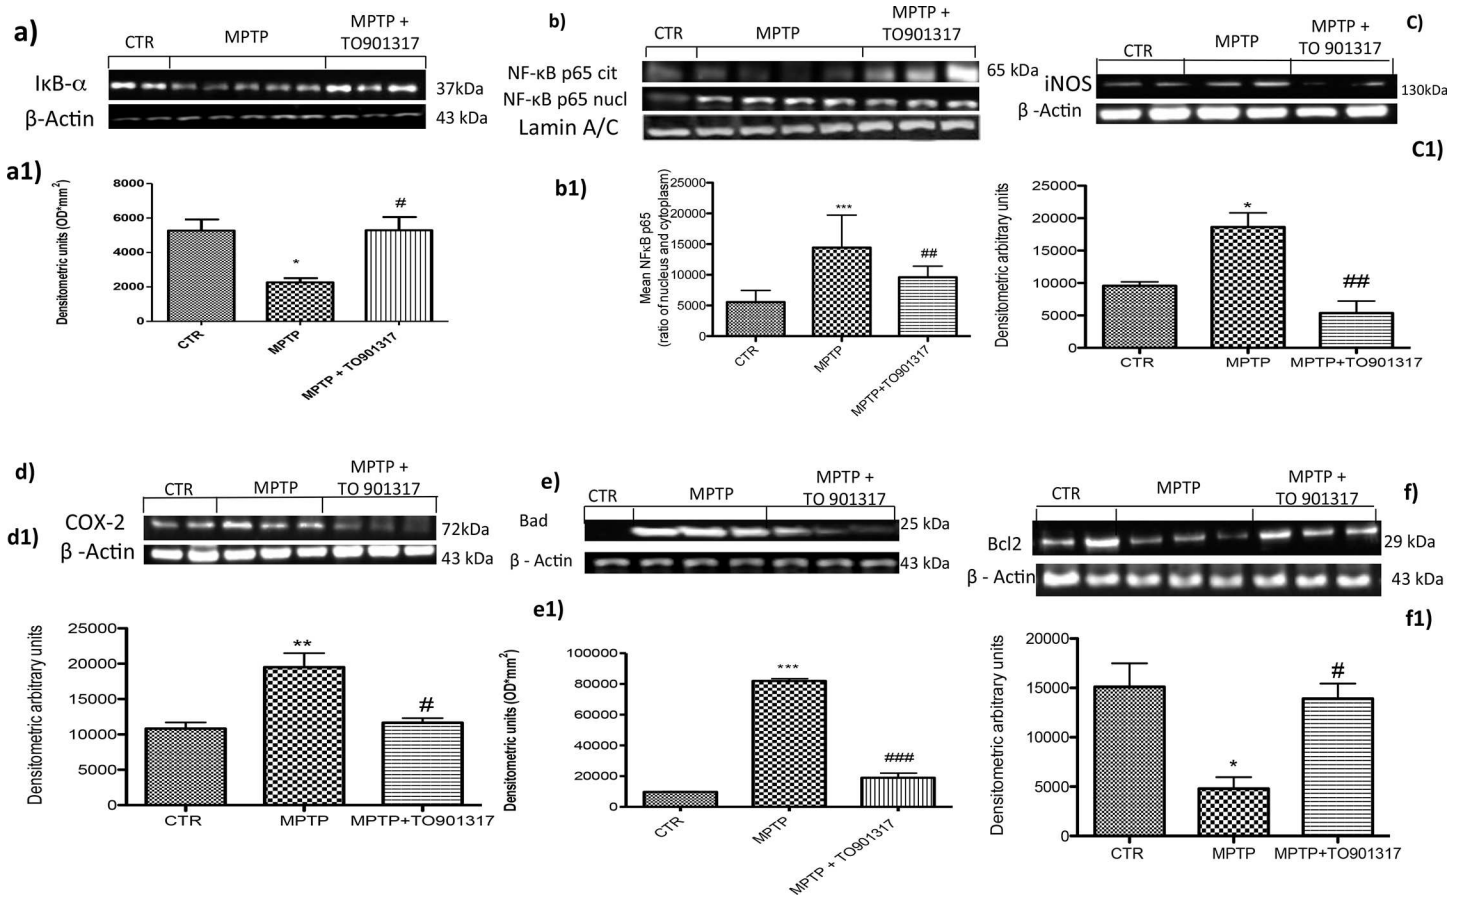 a)
CTR
MPTP
MPTP +
TO901317
IκB-α
37kDa
β-Actin
43 kDa
a1)
Densitometric units (OD*mm²)
8000
6000
4000
2000
0
*
#
CTR
MPTP
MPTP + TO901317
b)
CTR
MPTP
MPTP +
TO901317
NF-κB p65 cit
65 kDa
NF-κB p65 nucl
Lamin A/C
b1)
Mean NFκB p65
(ratio of nucleus and cytoplasm)
25000
20000
15000
10000
5000
0
***
##
CTR
MPTP
MPTP+TO901317
C)
CTR
MPTP
MPTP +
TO 901317
iNOS
130kDa
β -Actin
C1)
Densitometric arbitrary units
25000
20000
15000
10000
5000
0
*
##
CTR
MPTP
MPTP+TO901317
d)
CTR
MPTP
MPTP +
TO 901317
COX-2
72kDa
β -Actin
43 kDa
d1)
Densitometric arbitrary units
25000
20000
15000
10000
5000
0
**
#
CTR
MPTP
MPTP+TO901317
e)
CTR
MPTP
MPTP +
TO 901317
Bad
25 kDa
β - Actin
43 kDa
e1)
Densitometric units (OD*mm²)
100000
80000
60000
40000
20000
0
***
###
CTR
MPTP
MPTP + TO901317
f)
CTR
MPTP
MPTP +
TO 901317
Bcl2
29 kDa
β - Actin
43 kDa
f1)
Densitometric arbitrary units
20000
15000
10000
5000
0
*
#
CTR
MPTP
MPTP+TO901317